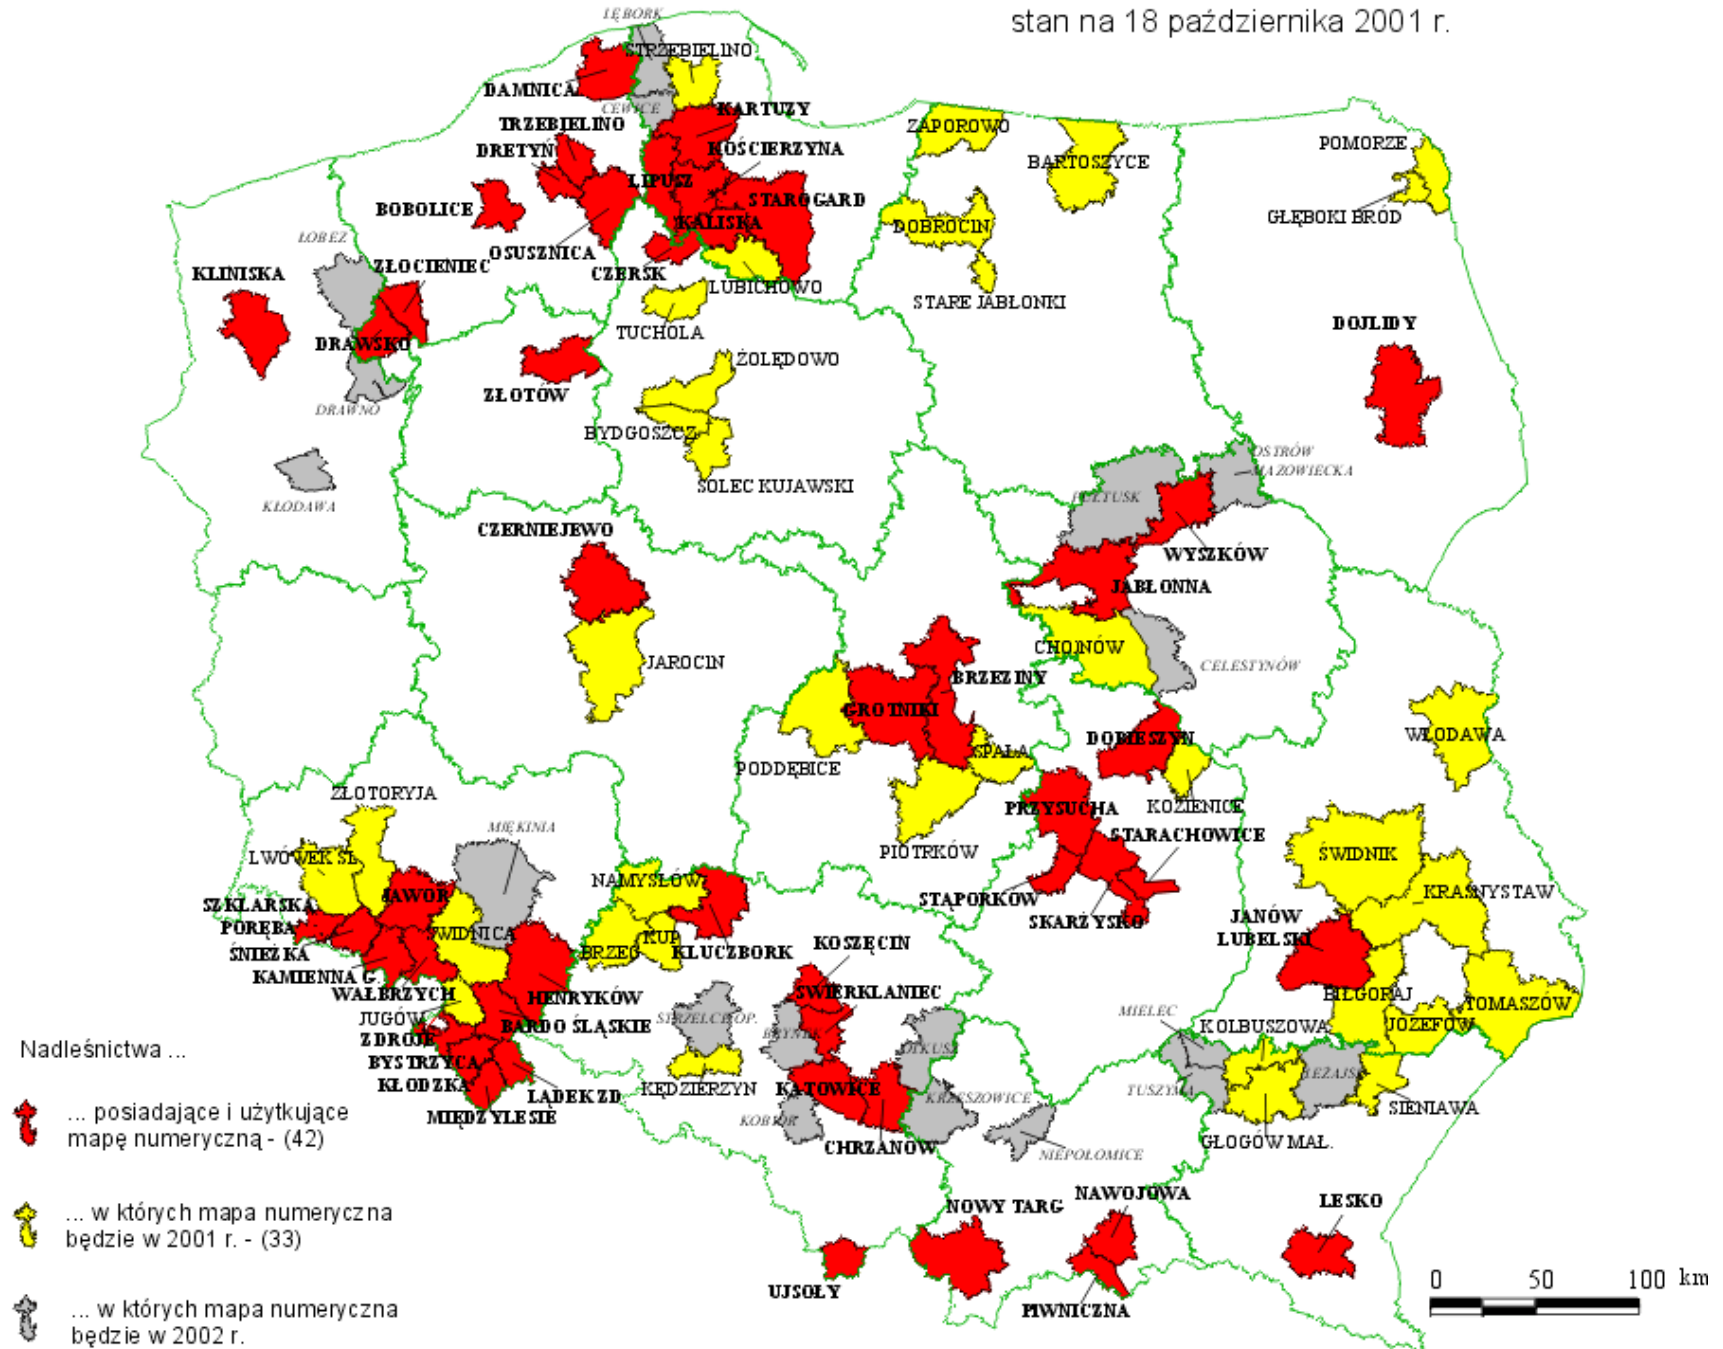 stan na 18 października 2001 r.
LĘBORK
STRZEBIELINO
DAMNICA
CEWICE
KARTUZY
TRZEBIELINO
ZAPOROWO
POMORZE
DRETYŃ
KOŚCIERZYNA
BARTOSZYCE
LIPUSZ
STAROGARD
BOBOLICE
GŁĘBOKI BRÓD
KALISKA
DOBROCIN
ŁOBEZ
OSUSZNICA
ZŁOCIENIEC
KLINISKA
CZERSK
LUBICHOWO
STARE JABŁONKI
TUCHOLA
DOJLIDY
DRAWSKO
ŻOŁĘDOWO
ZŁOTÓW
DRAWNO
BYDGOSZCZ
OSTRÓW
MAZOWIECKA
SOLEC KUJAWSKI
PUŁTUSK
KŁODAWA
CZERNIEJEWO
WYSZKÓW
JABŁONNA
CHOJNÓW
JAROCIN
CELESTYNÓW
BRZEZINY
GROTNIKI
WŁODAWA
DOBIESZYN
SPAŁA
PODDĘBICE
ZŁOTORYJA
PRZYSUCHA
KOZIENICE
MIĘKINIA
STARACHOWICE
PIOTRKÓW
LWÓWEK ŚL
ŚWIDNIK
NAMYSŁÓW
JAWOR
KRASNYSTAW
STĄPORKÓW
SZKLARSKA
PORĘBA
SKARŻYSKO
JANÓW
LUBELSKI
ŚWIDNICA
KUP
BRZEG
KLUCZBORK
KOSZĘCIN
ŚNIEŻKA
KAMIENNA G.
WAŁBRZYCH
HENRYKÓW
ŚWIERKLANIEC
BIŁGORAJ
TOMASZÓW
JUGÓW
BARDO ŚLĄSKIE
STRZELCE OP.
MIELEC
KOLBUSZOWA
JÓZEFÓW
ZDROJE
BRYNEK
OLKUSZ
Nadleśnictwa ...
BYSTRZYCA
KŁODZKA
LĄDEK ZD
KĘDZIERZYN
KATOWICE
KRZESZOWICE
TUSZYMA
LEŻAJSK
SIENIAWA
MIĘDZYLESIE
KOBIÓR
CHRZANÓW
NIEPOŁOMICE
GŁOGÓW MAŁ.
... posiadające i użytkujące
mapę numeryczną - (42)
NAWOJOWA
NOWY TARG
LESKO
... w których mapa numeryczna
będzie w 2001 r. - (33)
UJSOŁY
PIWNICZNA
0 50 100 km
... w których mapa numeryczna
będzie w 2002 r.